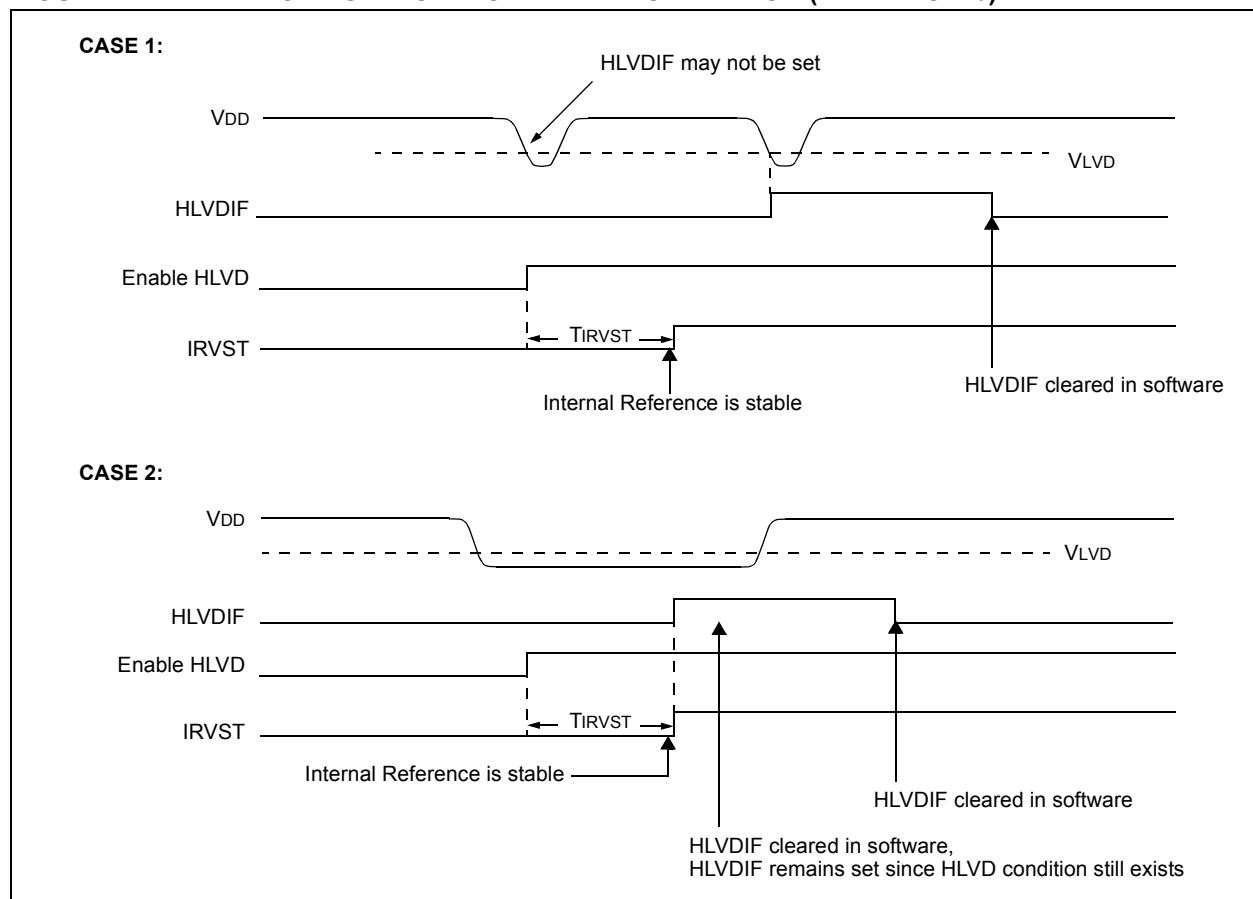 CASE 1:
HLVDIF may not be set
VDD
VLVD
HLVDIF
Enable HLVD
TIRVST
IRVST
HLVDIF cleared in software
Internal Reference is stable
CASE 2:
VDD
VLVD
HLVDIF
Enable HLVD
TIRVST
IRVST
Internal Reference is stable
HLVDIF cleared in software
HLVDIF cleared in software,
HLVDIF remains set since HLVD condition still exists